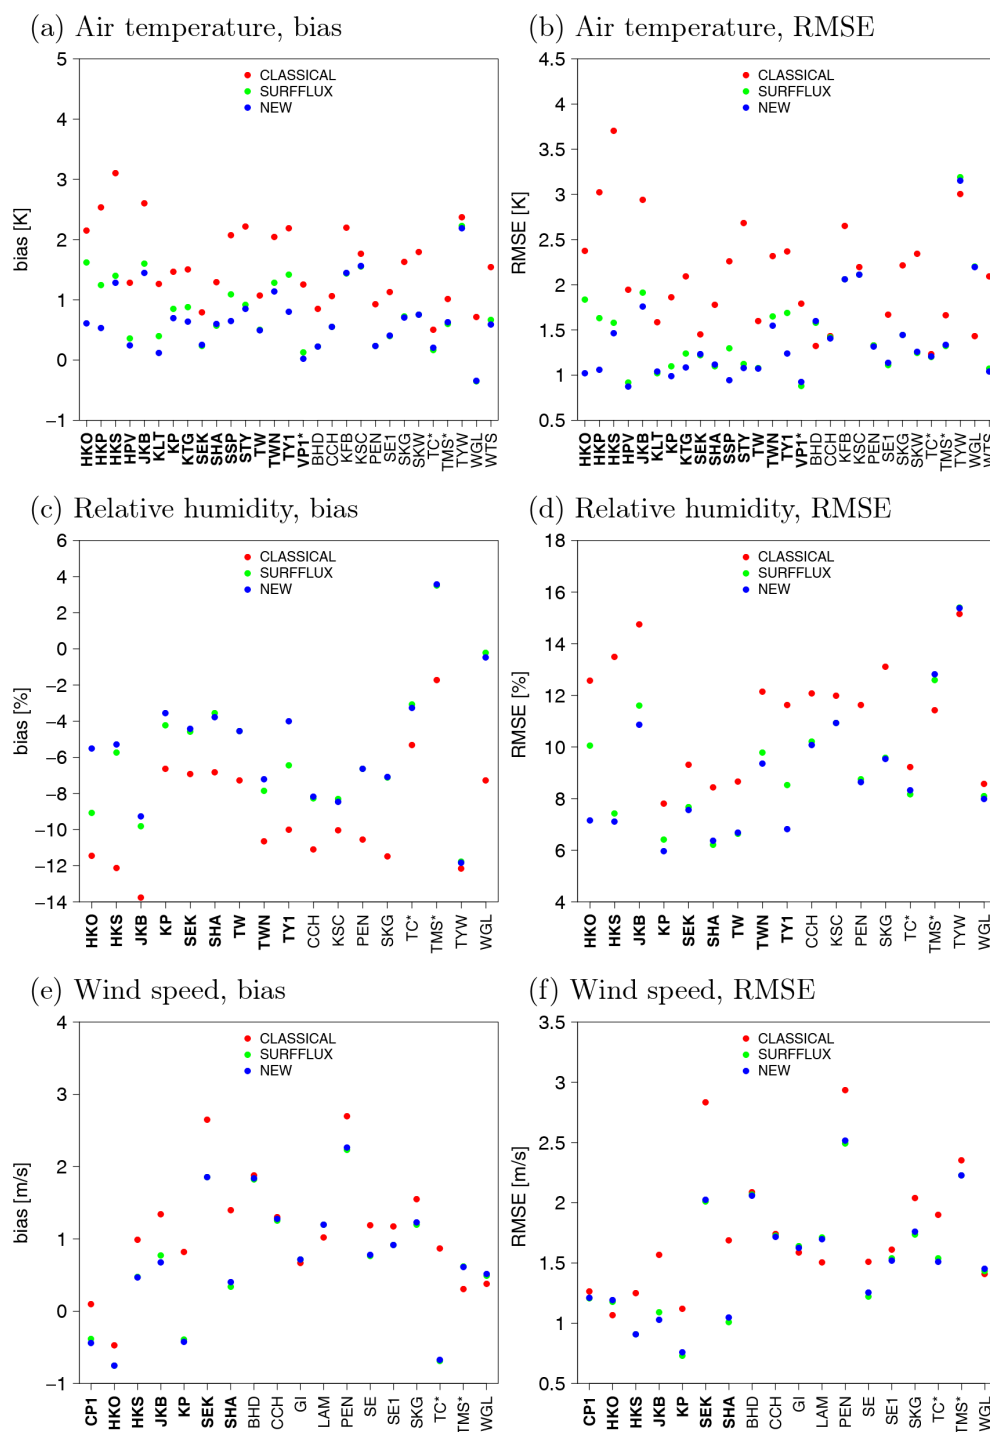 (a) Air temperature, bias
(b) Air temperature, RMSE
5
4
3
2
1
0
−1
bias [K]
CLASSICAL
SURFFLUX
NEW
HKO HKP HKS HPV JKB KLT KP KTG SEK SHA SSP STY TW TWN TY1 VP1* BHD CCH KFB KSC PEN SE1 SKG SKW TC* TMS* TYW WGL WTS
4.5
4
3.5
3
2.5
2
1.5
1
0.5
RMSE [K]
CLASSICAL
SURFFLUX
NEW
HKO HKP HKS HPV JKB KLT KP KTG SEK SHA SSP STY TW TWN TY1 VP1* BHD CCH KFB KSC PEN SE1 SKG SKW TC* TMS* TYW WGL WTS
(c) Relative humidity, bias
(d) Relative humidity, RMSE
6
4
2
0
−2
−4
−6
−8
−10
−12
−14
bias [%]
CLASSICAL
SURFFLUX
NEW
HKO HKS JKB KP SEK SHA TW TWN TY1 CCH KSC PEN SKG TC* TMS* TYW WGL
18
16
14
12
10
8
6
4
RMSE [%]
CLASSICAL
SURFFLUX
NEW
HKO HKS JKB KP SEK SHA TW TWN TY1 CCH KSC PEN SKG TC* TMS* TYW WGL
(e) Wind speed, bias
(f) Wind speed, RMSE
4
3
2
1
0
−1
bias [m/s]
CLASSICAL
SURFFLUX
NEW
CP1 HKO HKS JKB KP SEK SHA BHD CCH GI LAM PEN SE SE1 SKG TC* TMS* WGL
3.5
3
2.5
2
1.5
1
0.5
RMSE [m/s]
CLASSICAL
SURFFLUX
NEW
CP1 HKO HKS JKB KP SEK SHA BHD CCH GI LAM PEN SE SE1 SKG TC* TMS* WGL